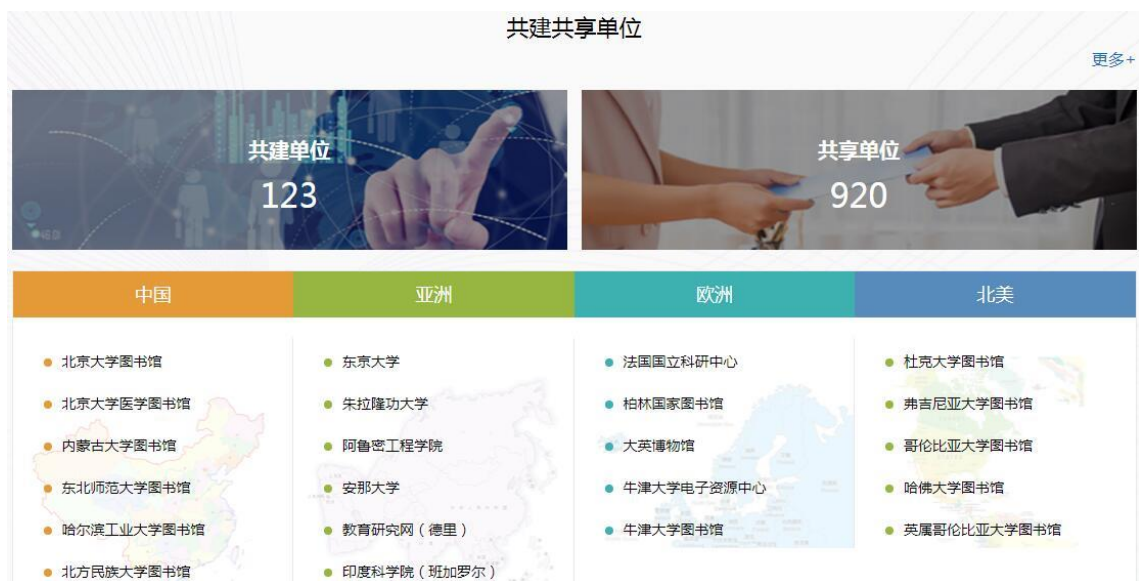 共建共享单位
更多+
共建单位
123
共享单位
920
中国
亚洲
欧洲
北美
北京大学图书馆
北京大学医学图书馆
内蒙古大学图书馆
东北师范大学图书馆
哈尔滨工业大学图书馆
北方民族大学图书馆
东京大学
朱拉隆功大学
阿鲁密工程学院
安那大学
教育研究网（德里）
印度科学院（班加罗尔）
法国国立科研中心
柏林国家图书馆
大英博物馆
牛津大学电子资源中心
牛津大学图书馆
杜克大学图书馆
弗吉尼亚大学图书馆
哥伦比亚大学图书馆
哈佛大学图书馆
英属哥伦比亚大学图书馆